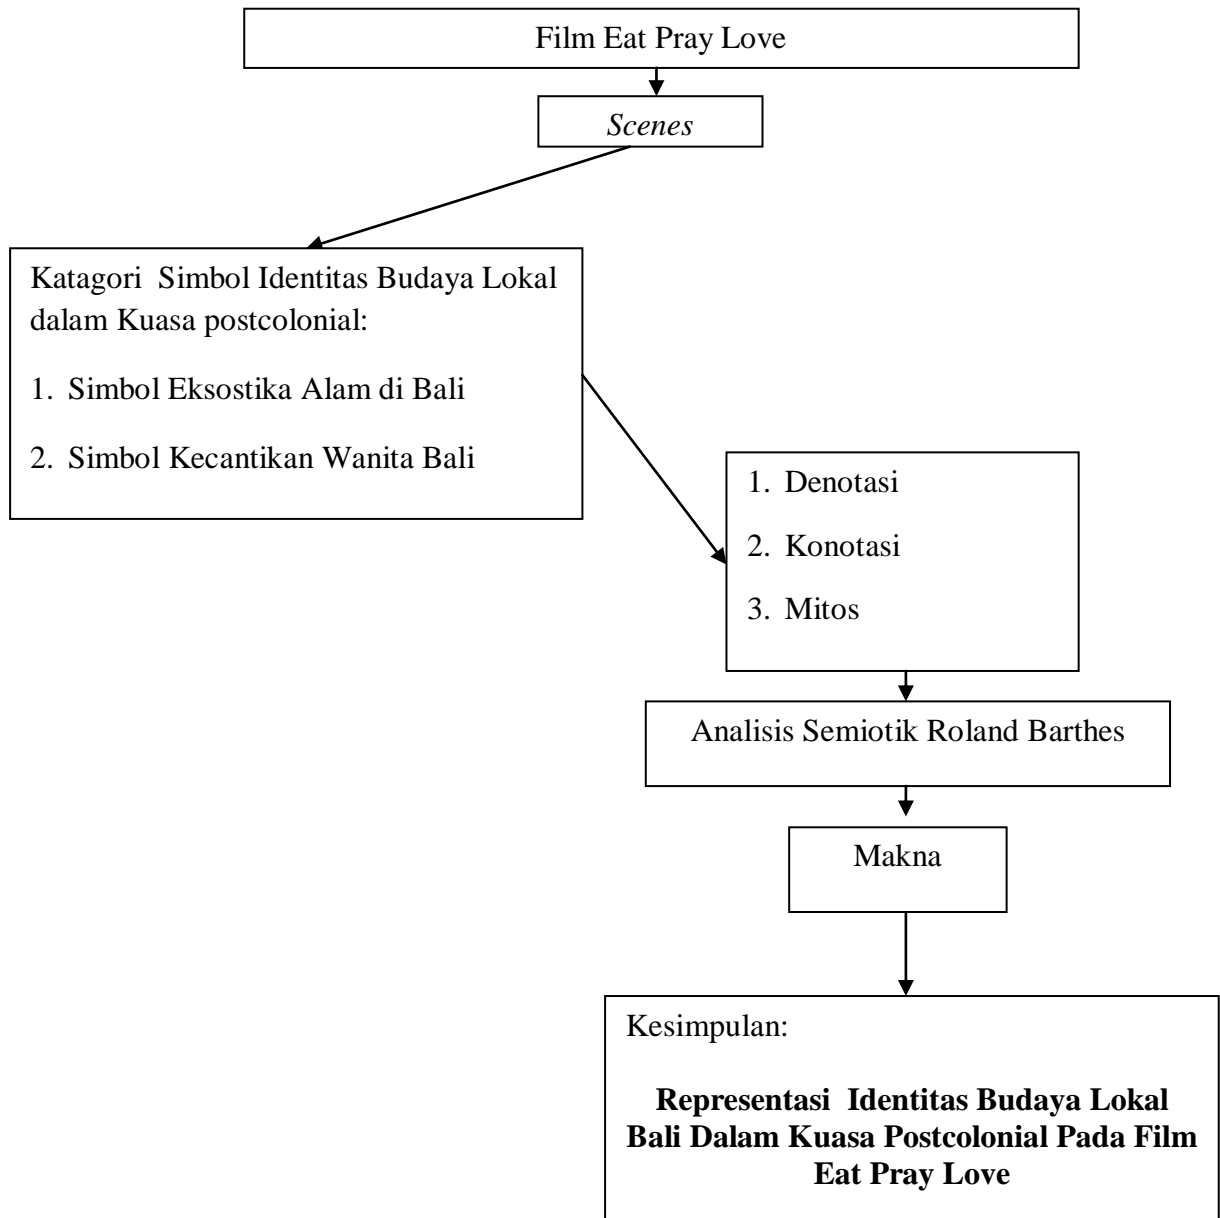 Film Eat Pray Love
Scenes
Katagori  Simbol Identitas Budaya Lokal
dalam Kuasa postcolonial:
1. Simbol Eksostika Alam di Bali
2. Simbol Kecantikan Wanita Bali
1. Denotasi
2. Konotasi
3. Mitos
Analisis Semiotik Roland Barthes
Makna
Kesimpulan:
Representasi  Identitas Budaya Lokal
Bali Dalam Kuasa Postcolonial Pada Film
Eat Pray Love